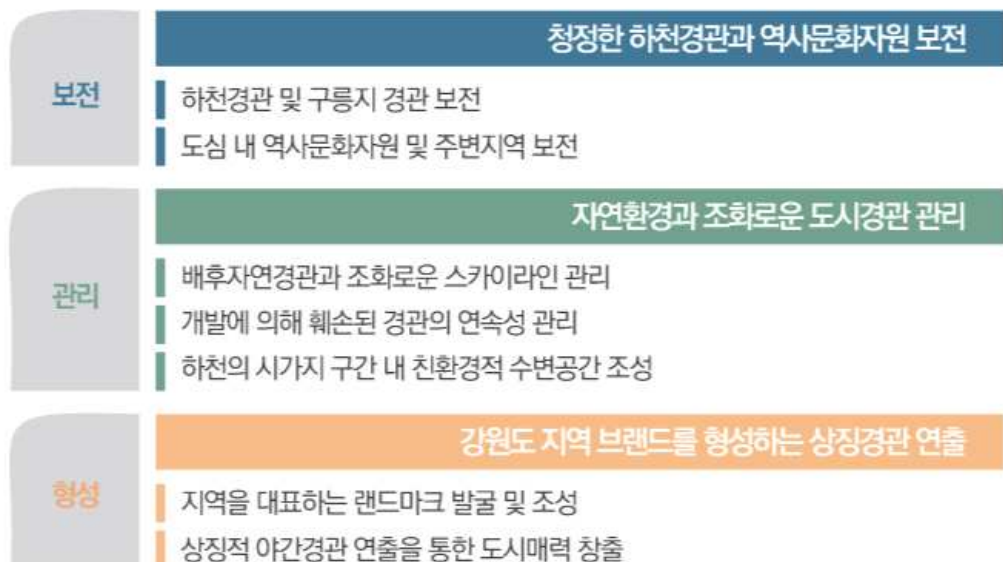 청정한 하천경관과 역사문화자원 보전
보전
하천경관 및 구릉지 경관 보전
도심 내 역사문화자원 및 주변지역 보전
자연환경과 조화로운 도시경관 관리
관리
배후자연경관과 조화로운 스카이라인 관리
개발에 의해 훼손된 경관의 연속성 관리
하천의 시가지 구간 내 친환경적 수변공간 조성
강원도 지역 브랜드를 형성하는 상징경관 연출
형성
지역을 대표하는 랜드마크 발굴 및 조성
상징적 야간경관 연출을 통한 도시매력 창출